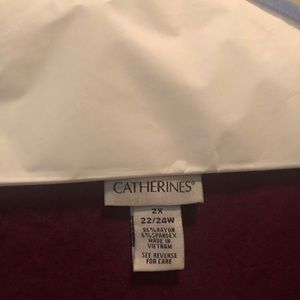 CATHERINES®
2X
22/24W
95%RAYON
5%SPANDEX
MADE IN
VIETNAM
SEE REVERSE
FOR CARE